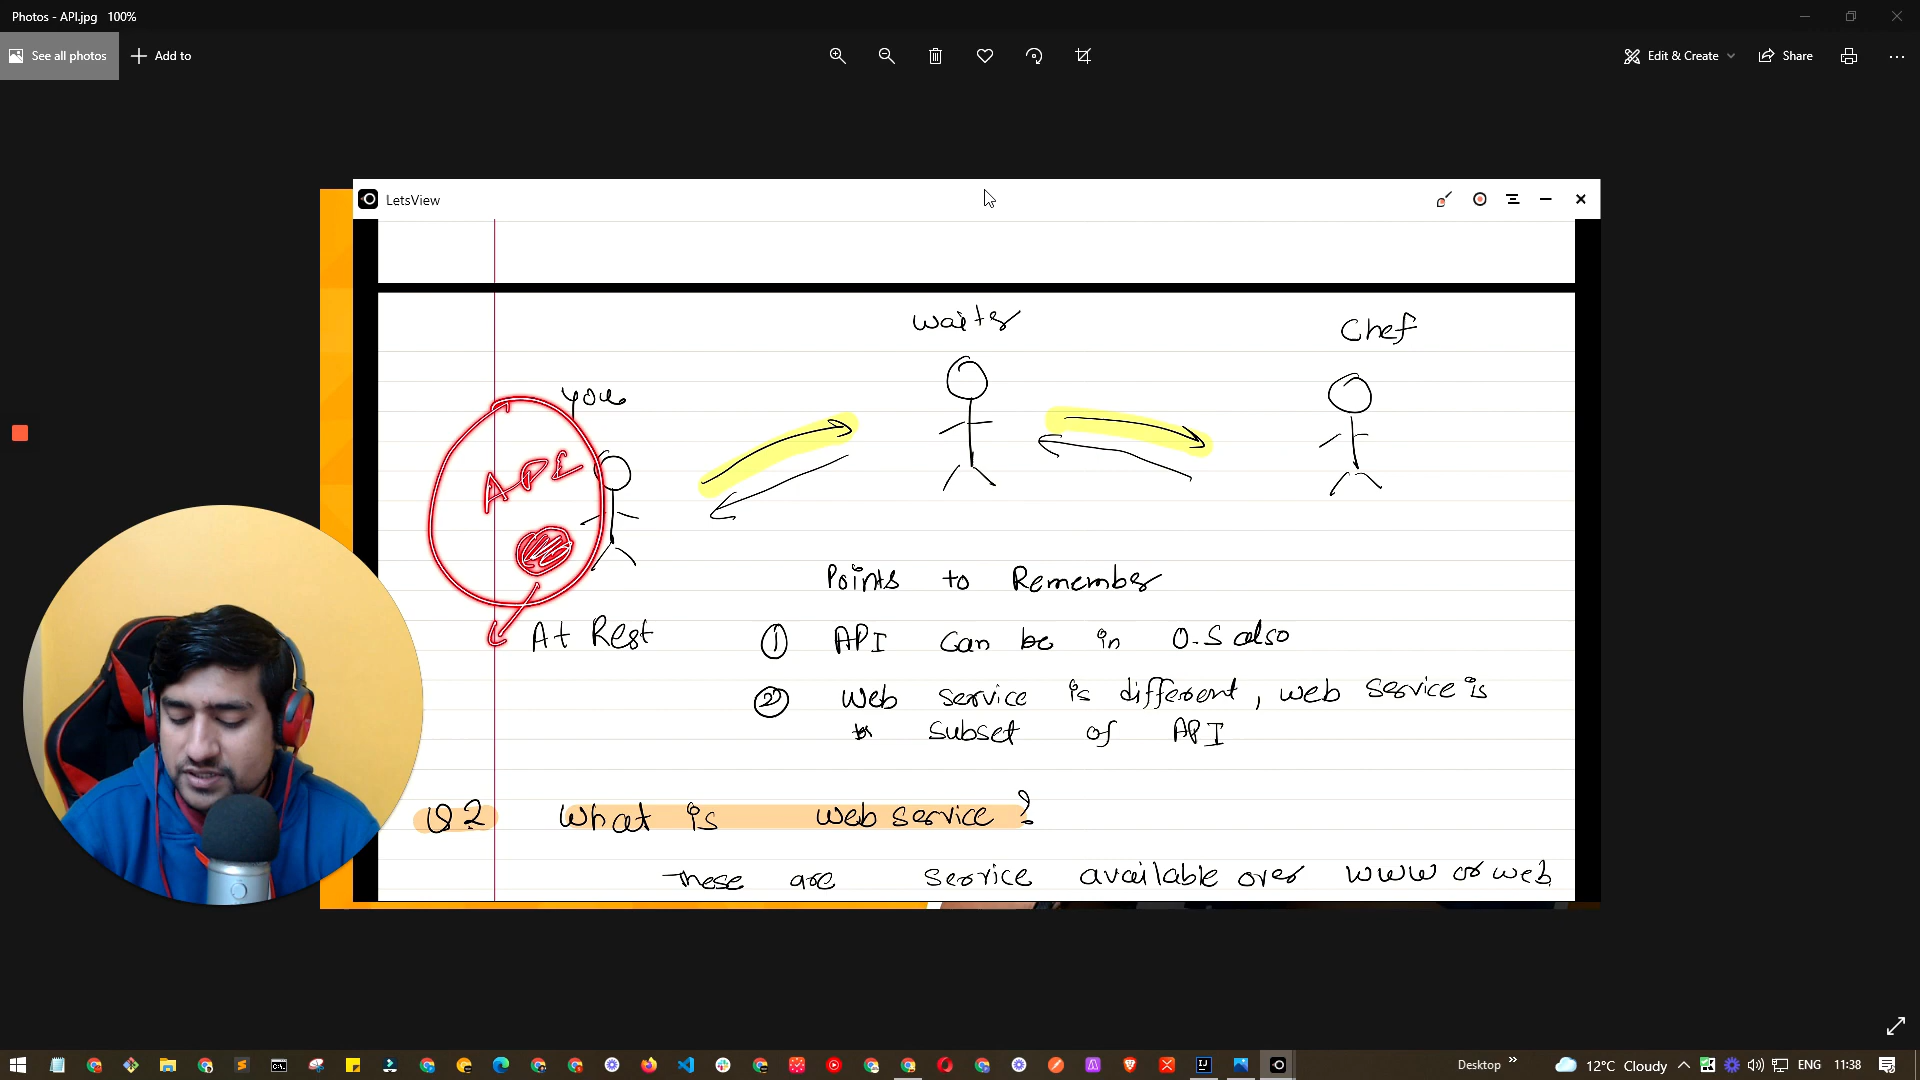 Photos - API.jpg 100%
See all photos
Add to
Edit & Create
Share
LetsView
Waiter
Chef
you
API
At Rest
Points to Remember
① API can be in O.S also
② Web service is different, web service is
subset of API
Q2 What is web service?
These are service available over WWW or web
Desktop
12°C Cloudy
ENG
11:38